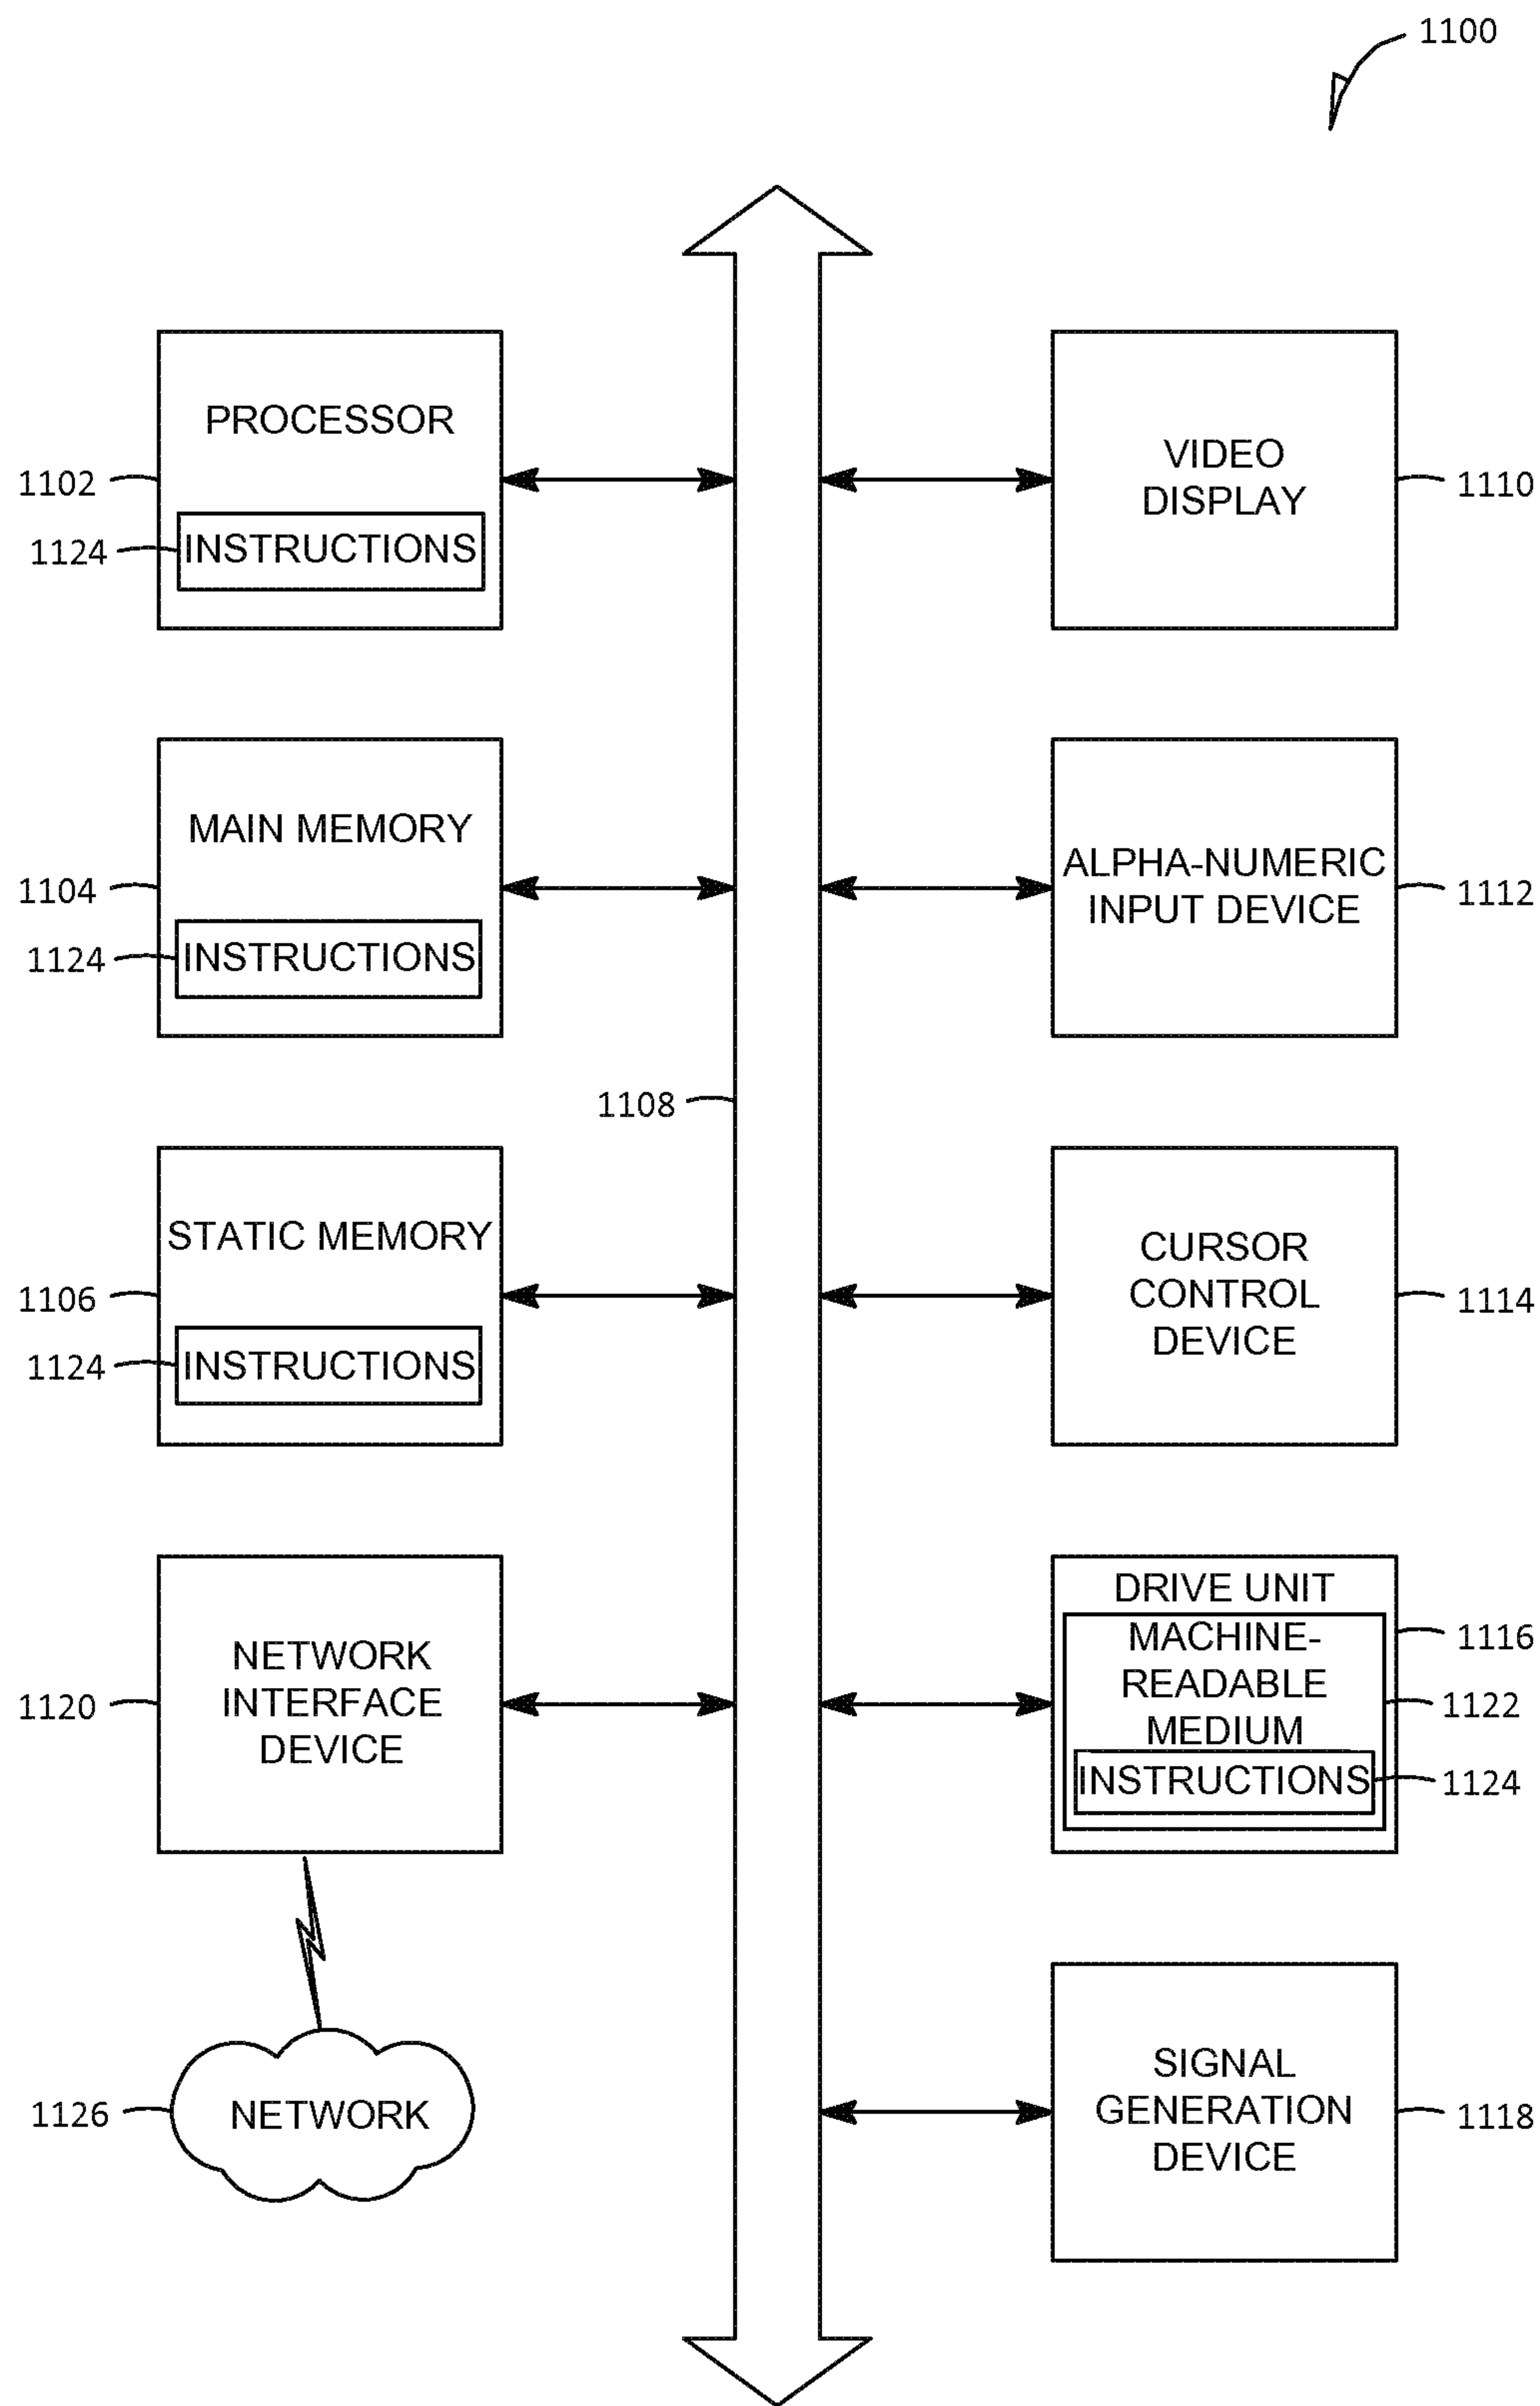 1100
PROCESSOR
1102
1124
INSTRUCTIONS
VIDEO
DISPLAY
1110
MAIN MEMORY
1104
1124
INSTRUCTIONS
ALPHA-NUMERIC
INPUT DEVICE
1112
1108
STATIC MEMORY
1106
1124
INSTRUCTIONS
CURSOR
CONTROL
DEVICE
1114
NETWORK
INTERFACE
DEVICE
1120
DRIVE UNIT
1116
MACHINE-
READABLE
MEDIUM
1122
INSTRUCTIONS
1124
1126
NETWORK
SIGNAL
GENERATION
DEVICE
1118